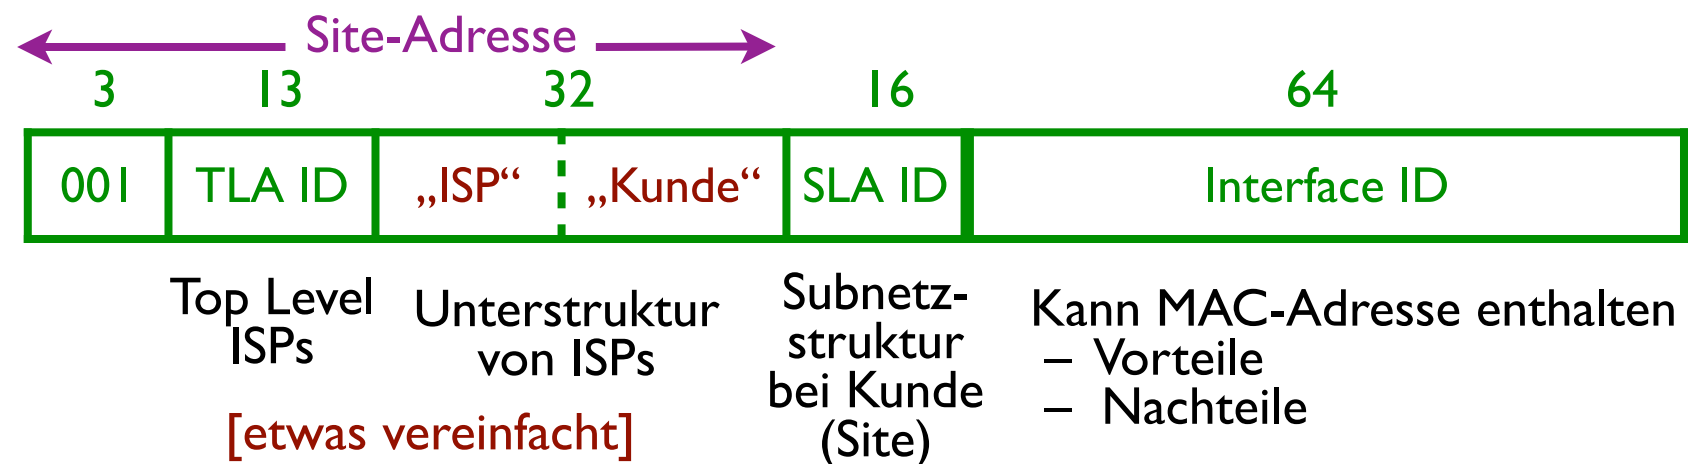 Site-Adresse
3 13 32 16 64
001 TLA ID „ISP“ „Kunde“ SLA ID Interface ID
Top Level
ISPs
Unterstruktur
von ISPs
[etwas vereinfacht]
Subnetz-
struktur
bei Kunde
(Site)
Kann MAC-Adresse enthalten
– Vorteile
– Nachteile